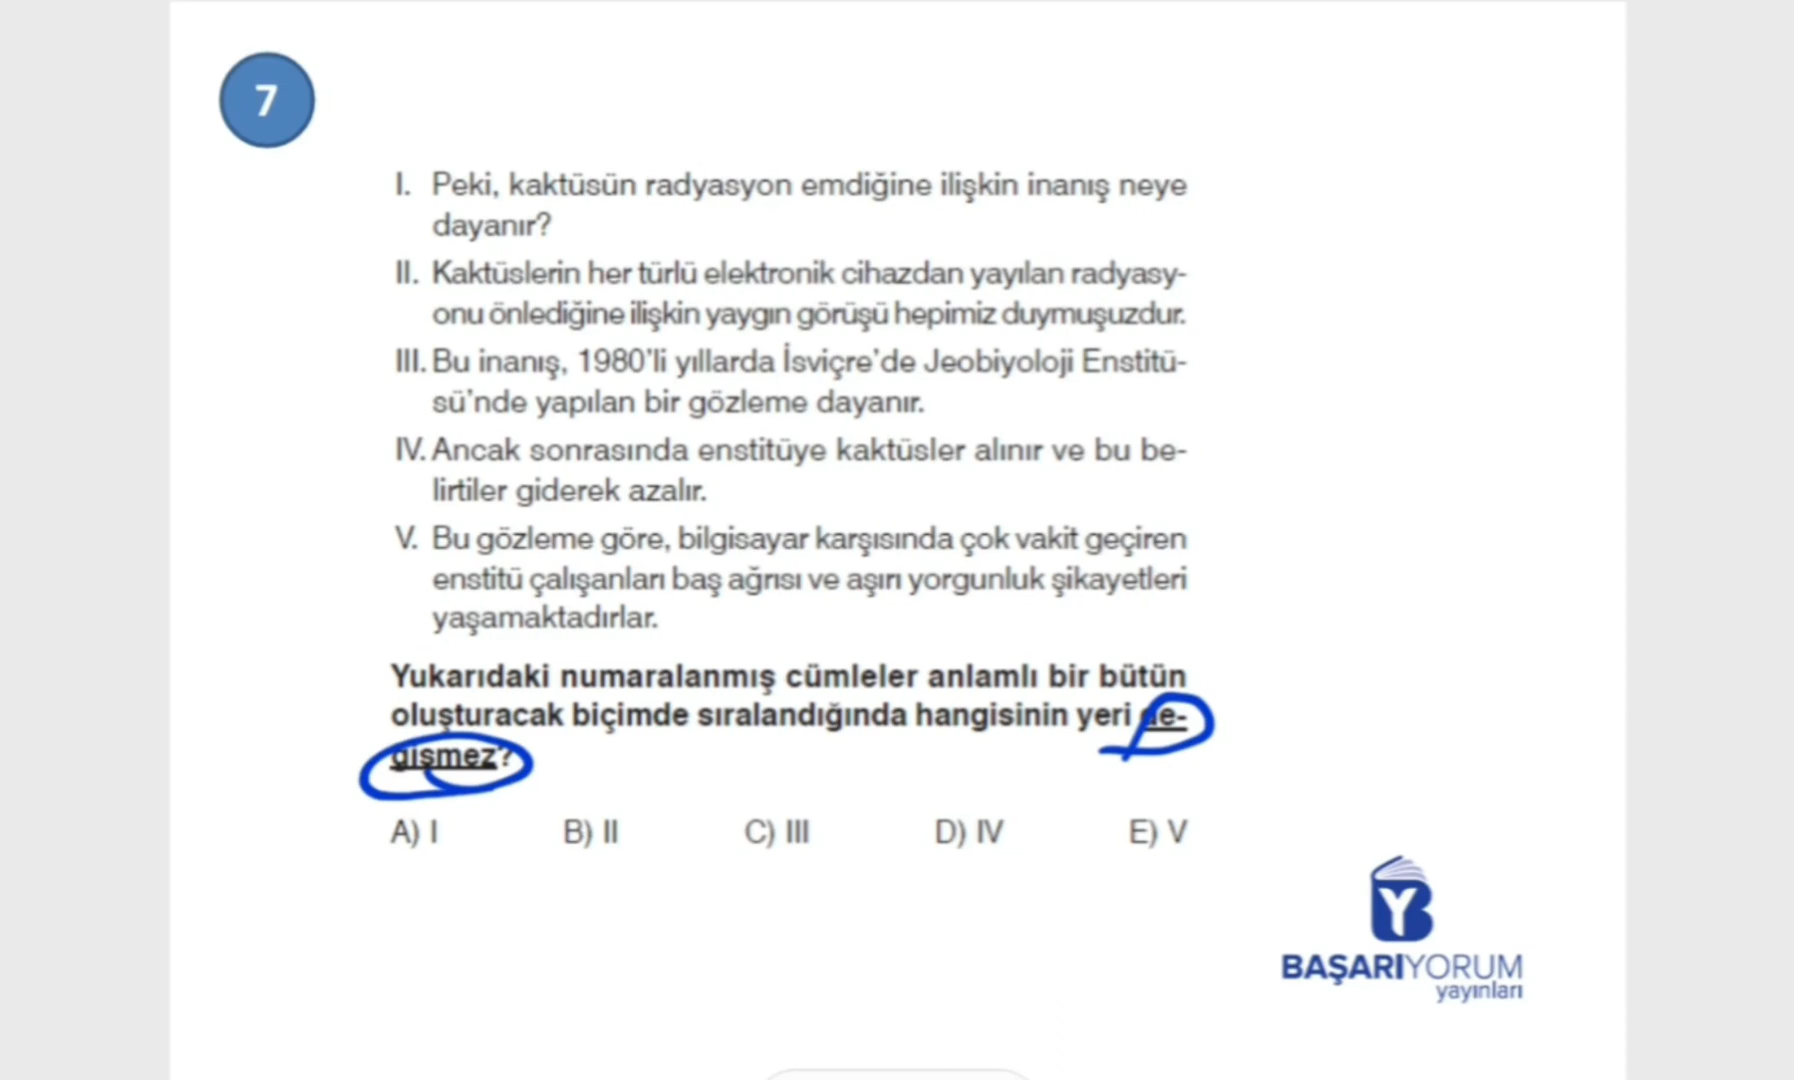 7
I. Peki, kaktüsün radyasyon emdiğine ilişkin inanış neye
dayanır?
II. Kaktüslerin her türlü elektronik cihazdan yayılan radyasy-
onu önlediğine ilişkin yaygın görüşü hepimiz duymuşuzdur.
III. Bu inanış, 1980'li yıllarda İsviçre'de Jeobiyoloji Enstitü-
sü'nde yapılan bir gözleme dayanır.
IV. Ancak sonrasında enstitüye kaktüsler alınır ve bu be-
lirtiler giderek azalır.
V. Bu gözleme göre, bilgisayar karşısında çok vakit geçiren
enstitü çalışanları baş ağrısı ve aşırı yorgunluk şikayetleri
yaşamaktadırlar.
Yukarıdaki numaralanmış cümleler anlamlı bir bütün
oluşturacak biçimde sıralandığında hangisinin yeri de-
ğişmez?
A) I B) II C) III D) IV E) V
BAŞARIYORUM
yayınları